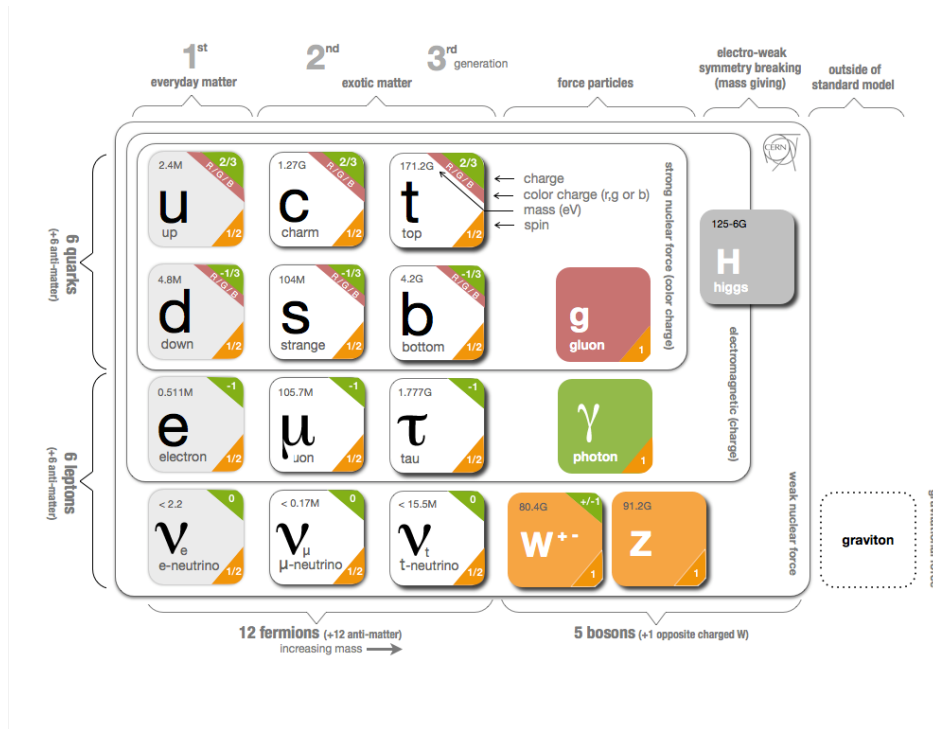 1st
2nd
3rd
generation
everyday matter
exotic matter
force particles
electro-weak
symmetry breaking
(mass giving)
outside of
standard model
6 quarks
(+6 anti-matter)
6 leptons
(+6 anti-matter)
2.4M
2/3
R/G/B
u
up
1/2
1.27G
2/3
R/G/B
c
charm
1/2
171.2G
2/3
R/G/B
t
top
1/2
charge
color charge (r,g or b)
mass (eV)
spin
strong nuclear force (color charge)
CERN
125-6G
H
higgs
4.8M
-1/3
R/G/B
d
down
1/2
104M
-1/3
R/G/B
s
strange
1/2
4.2G
-1/3
R/G/B
b
bottom
1/2
g
gluon
1
electromagnetic (charge)
0.511M
-1
e
electron
1/2
105.7M
-1
μ
uon
1/2
1.777G
-1
τ
tau
1/2
γ
photon
1
weak nuclear force
< 2.2
0
νe
e-neutrino
1/2
< 0.17M
0
νμ
μ-neutrino
1/2
< 15.5M
0
νt
t-neutrino
1/2
80.4G
+/-1
W+-
1
91.2G
Z
1
graviton
12 fermions (+12 anti-matter)
increasing mass
5 bosons (+1 opposite charged W)